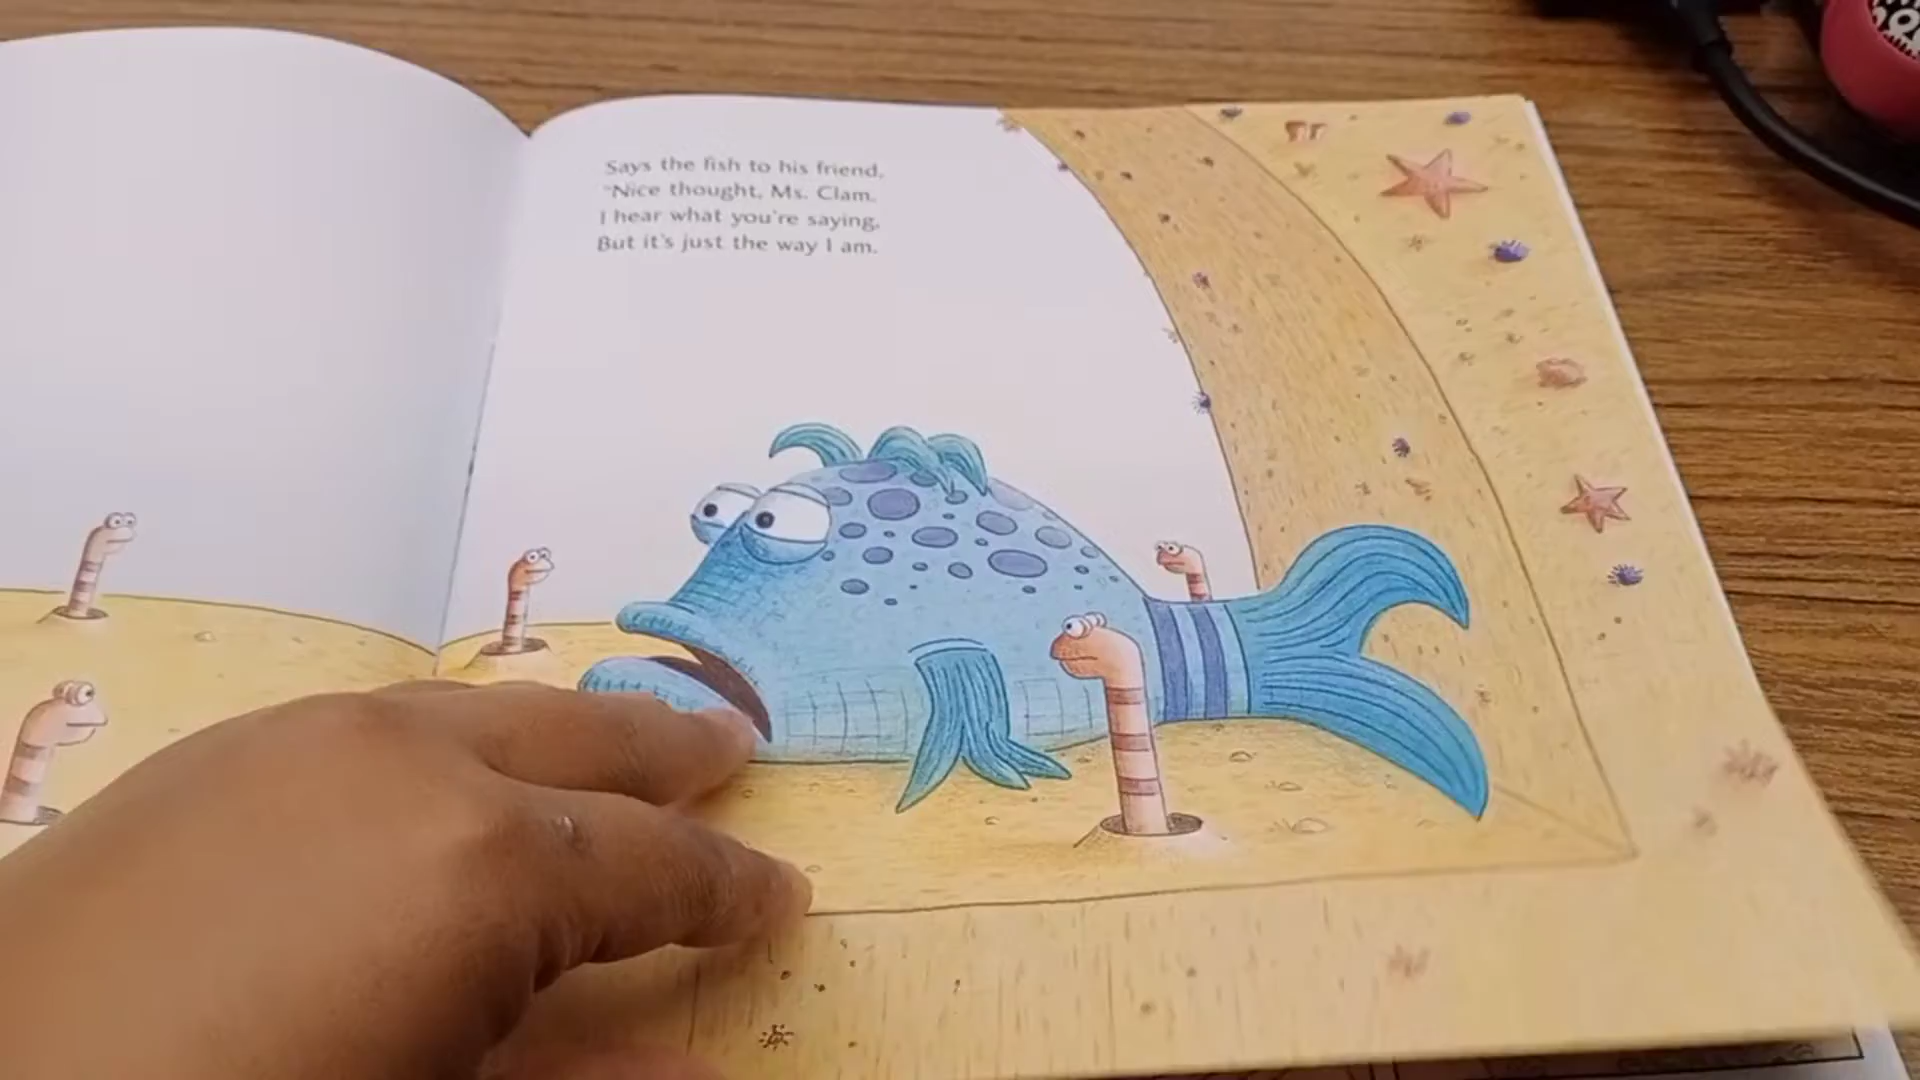 Says the fish to his friend,
"Nice thought, Ms. Clam.
I hear what you're saying,
But it's just the way I am.